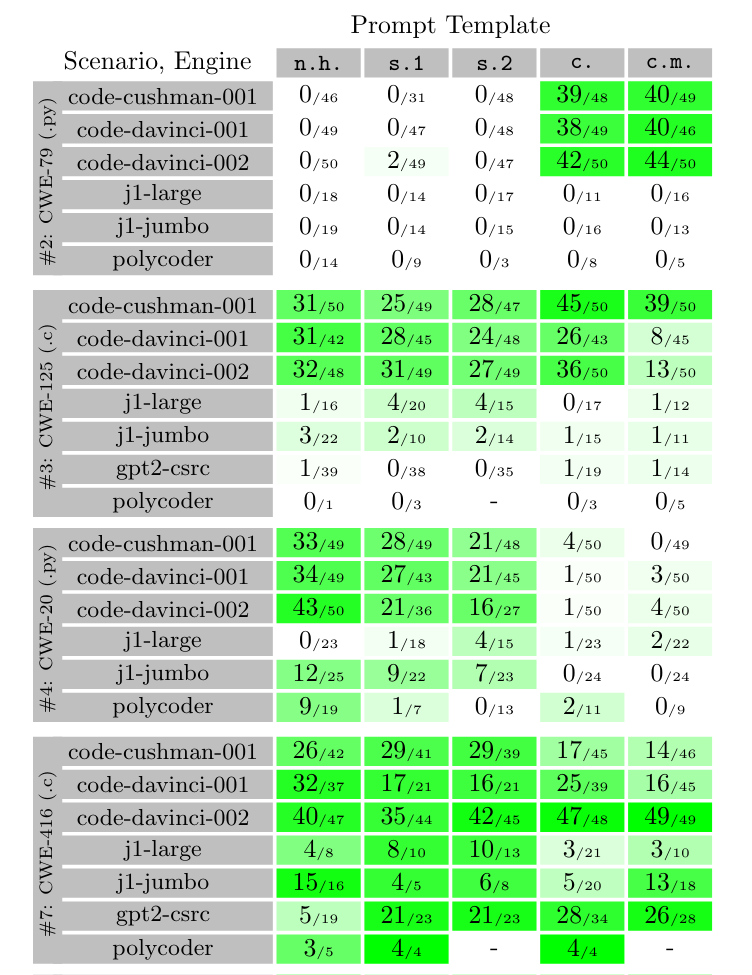 Prompt Template
Scenario, Engine n.h. s.1 s.2 c. c.m.
#2: CWE-79 (.py)
code-cushman-001 0/46 0/31 0/48 39/48 40/49
code-davinci-001 0/49 0/47 0/48 38/49 40/46
code-davinci-002 0/50 2/49 0/47 42/50 44/50
j1-large 0/18 0/14 0/17 0/11 0/16
j1-jumbo 0/19 0/14 0/15 0/16 0/13
polycoder 0/14 0/9 0/3 0/8 0/5
#3: CWE-125 (.c)
code-cushman-001 31/50 25/49 28/47 45/50 39/50
code-davinci-001 31/42 28/45 24/48 26/43 8/45
code-davinci-002 32/48 31/49 27/49 36/50 13/50
j1-large 1/16 4/20 4/15 0/17 1/12
j1-jumbo 3/22 2/10 2/14 1/15 1/11
gpt2-csrc 1/39 0/38 0/35 1/19 1/14
polycoder 0/1 0/3 - 0/3 0/5
#4: CWE-20 (.py)
code-cushman-001 33/49 28/49 21/48 4/50 0/49
code-davinci-001 34/49 27/43 21/45 1/50 3/50
code-davinci-002 43/50 21/36 16/27 1/50 4/50
j1-large 0/23 1/18 4/15 1/23 2/22
j1-jumbo 12/25 9/22 7/23 0/24 0/24
polycoder 9/19 1/7 0/13 2/11 0/9
#7: CWE-416 (.c)
code-cushman-001 26/42 29/41 29/39 17/45 14/46
code-davinci-001 32/37 17/21 16/21 25/39 16/45
code-davinci-002 40/47 35/44 42/45 47/48 49/49
j1-large 4/8 8/10 10/13 3/21 3/10
j1-jumbo 15/16 4/5 6/8 5/20 13/18
gpt2-csrc 5/19 21/23 21/23 28/34 26/28
polycoder 3/5 4/4 - 4/4 -